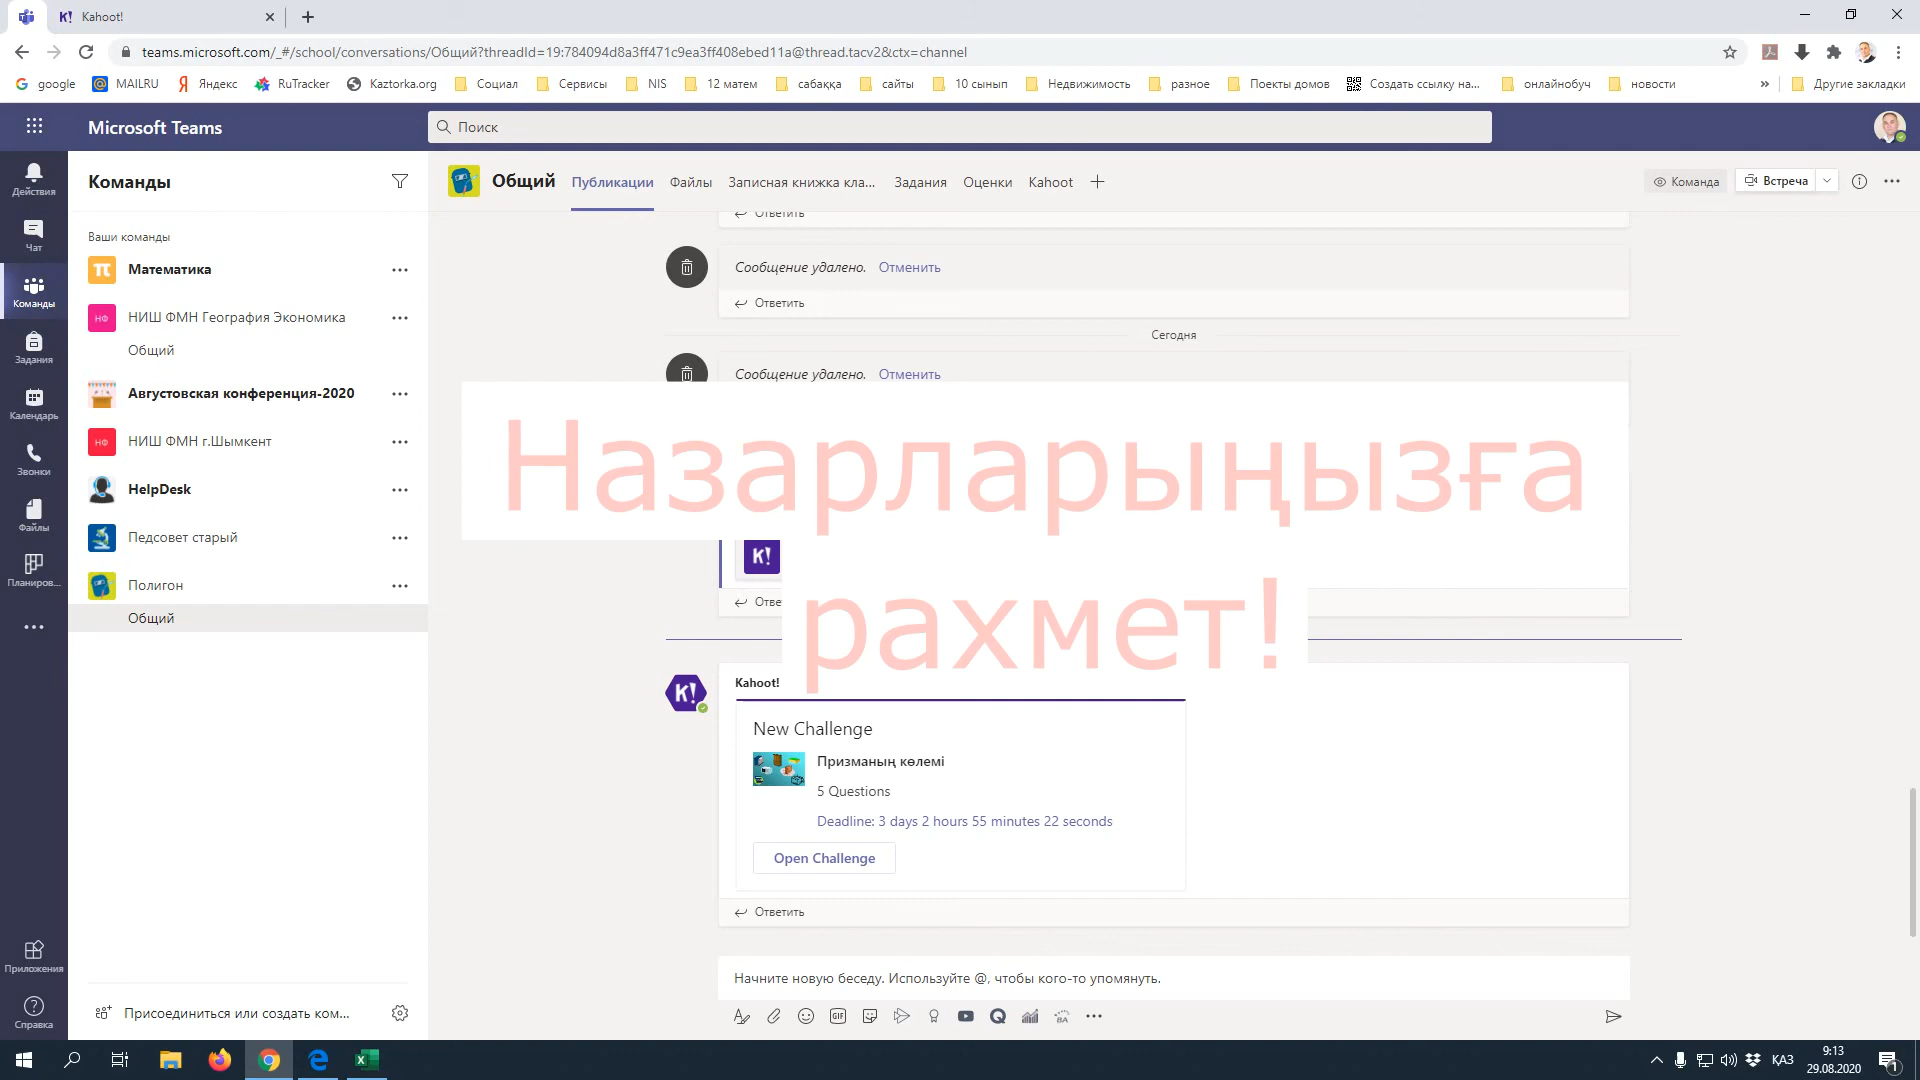 Kahoot!
teams.microsoft.com/_#/school/conversations/Общий?threadId=19:784094d8a3ff471c9ea3ff408ebed11a@thread.tacv2&ctx=channel
google MAILRU Яндекс RuTracker Kaztorka.org Социал Сервисы NIS 12 матем сабаққа сайты 10 сынып Недвижимость разное Поекты домов Создать ссылку на... онлайнобуч новости » Другие закладки
Microsoft Teams
Поиск
Действия
Чат
Команды
Задания
Календарь
Звонки
Файлы
Планиров...
Приложения
Справка
Команды
Ваши команды
Математика
НИШ ФМН География Экономика
Общий
Августовская конференция-2020
НИШ ФМН г.Шымкент
HelpDesk
Педсовет старый
Полигон
Общий
Присоединиться или создать ком...
Общий Публикации Файлы Записная книжка кла... Задания Оценки Kahoot
Команда Встреча
Ответить
Сообщение удалено. Отменить
Ответить
Сегодня
Сообщение удалено. Отменить
Назарларыңызға
рахмет!
K!
Kahoot!
New Challenge
Призманың көлемі
5 Questions
Deadline: 3 days 2 hours 55 minutes 22 seconds
Open Challenge
Ответить
Начните новую беседу. Используйте @, чтобы кого-то упомянуть.
GIF
ҚАЗ
9:13
29.08.2020